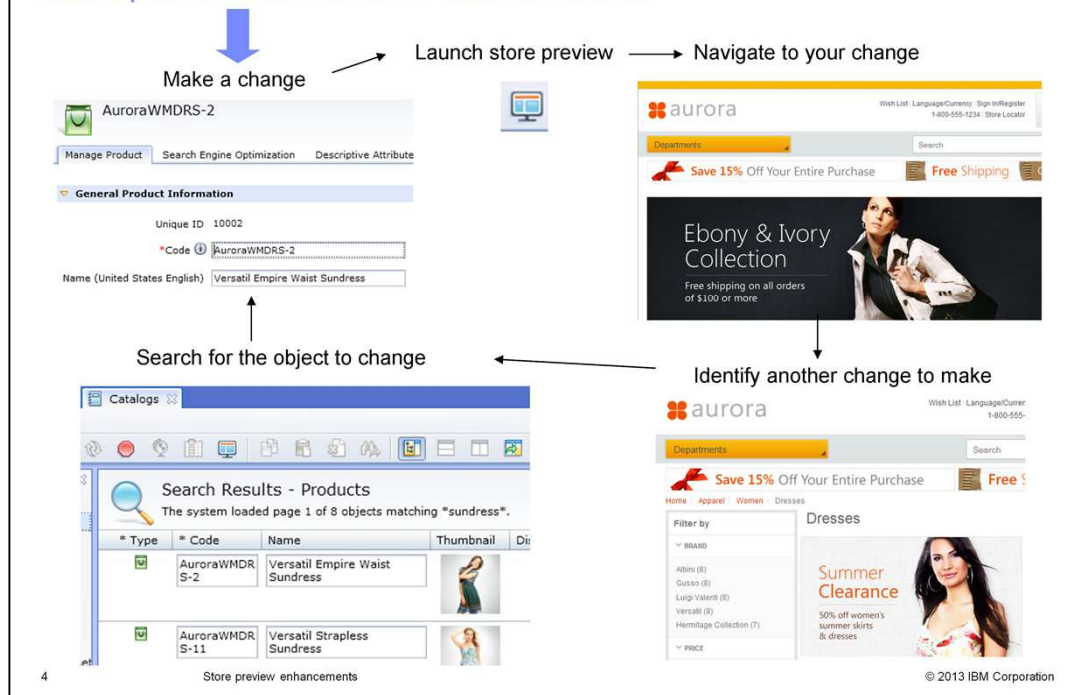 Make a change
Launch store preview
Navigate to your change
AuroraWMDRS-2
Manage Product Search Engine Optimization Descriptive Attribute
General Product Information
Unique ID 10002
*Code AuroraWMDRS-2
Name (United States English) Versatil Empire Waist Sundress
aurora
Wish List Language/Currency Sign In/Register
1-800-555-1234 Store Locator
Departments
Search
Save 15% Off Your Entire Purchase
Free Shipping
Ebony & Ivory
Collection
Free shipping on all orders
of $100 or more
Search for the object to change
Catalogs
Search Results - Products
The system loaded page 1 of 8 objects matching *sundress*.
* Type * Code Name Thumbnail Dis
AuroraWMDR Versatil Empire Waist
S-2 Sundress
AuroraWMDR Versatil Strapless
S-11 Sundress
Identify another change to make
aurora
Wish List Language/Curren
1-800-555-
Departments
Search
Save 15% Off Your Entire Purchase
Free S
Home Apparel Women Dresses
Filter by
BRAND
Albini (8)
Gusso (8)
Luigi Valenti (8)
Versatil (8)
Hermitage Collection (7)
PRICE
Dresses
Summer
Clearance
50% off women's
summer skirts
& dresses
4
Store preview enhancements
© 2013 IBM Corporation